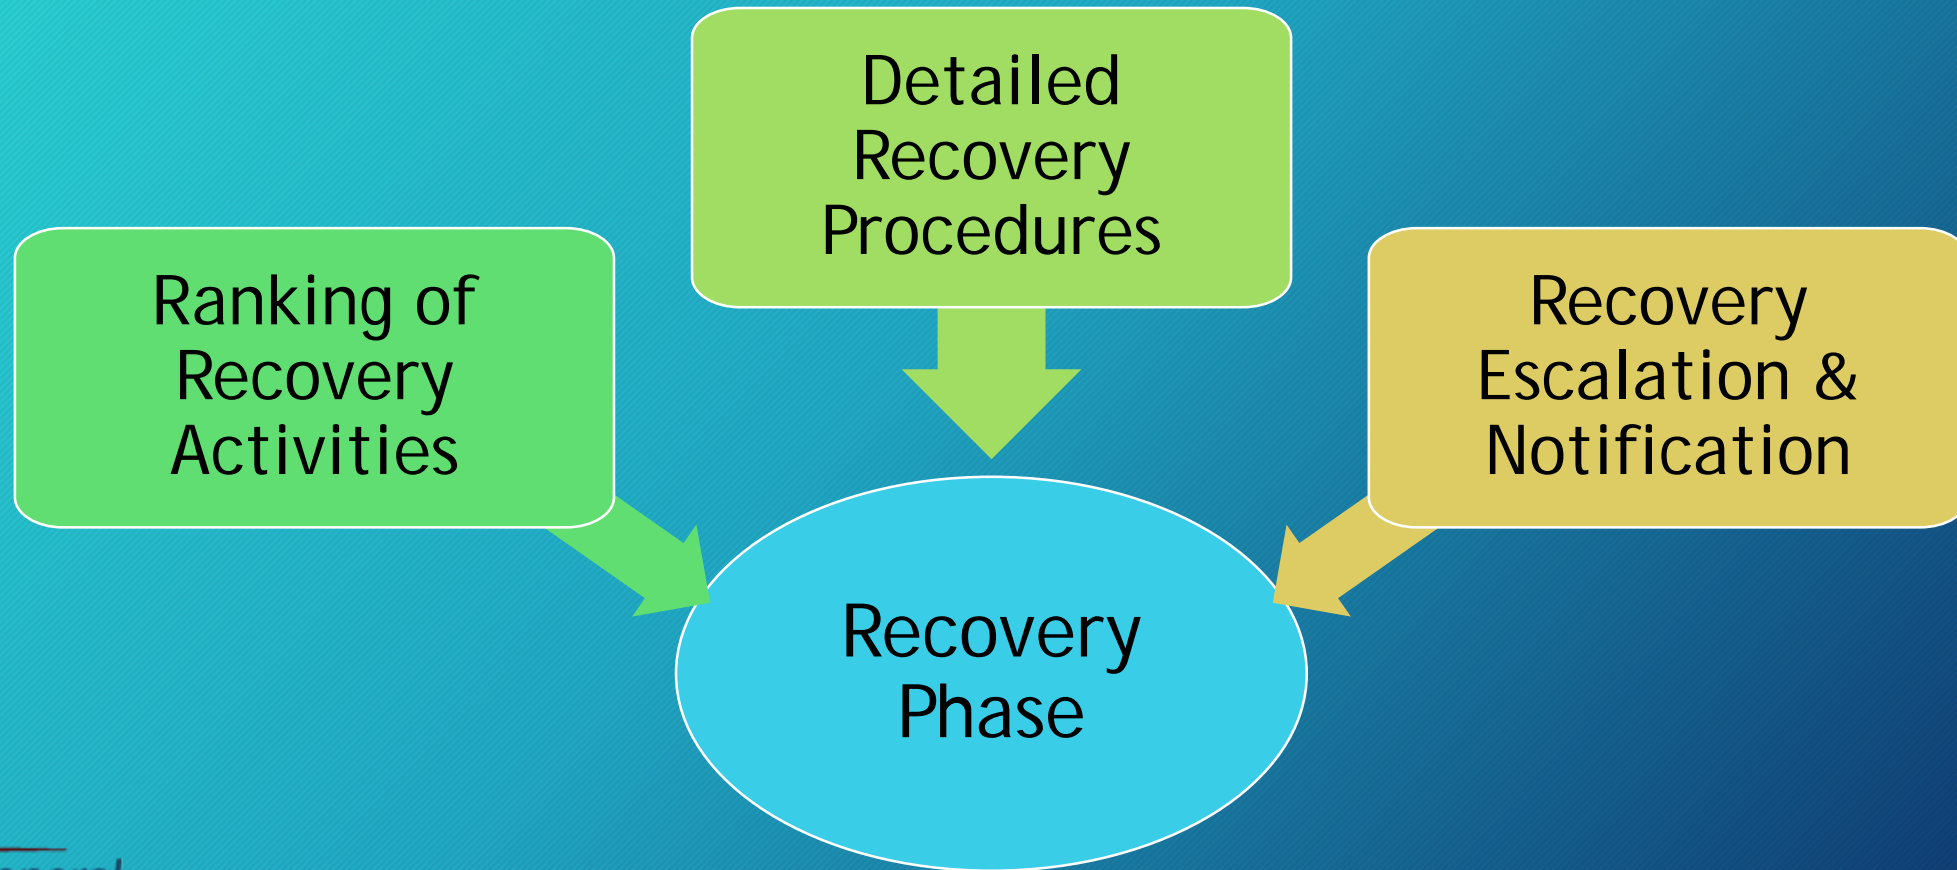 Detailed
Recovery
Procedures
Ranking of
Recovery
Activities
Recovery
Escalation &
Notification
Recovery
Phase